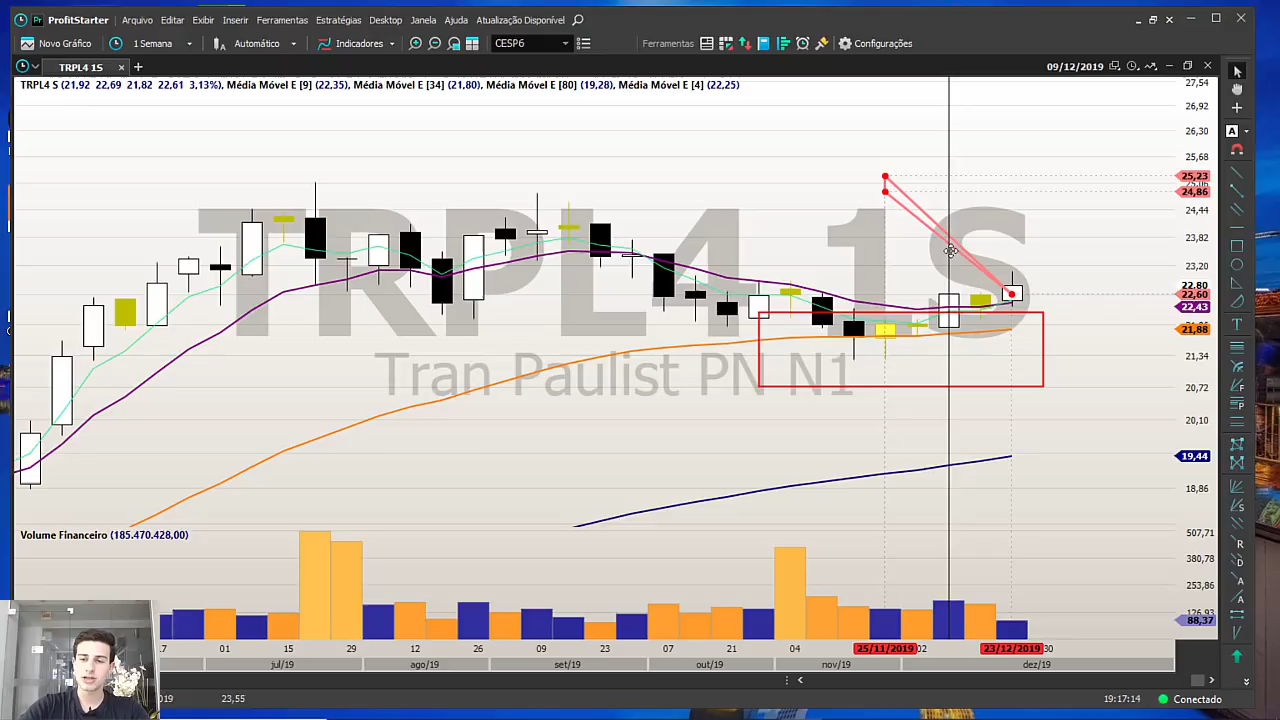 ProfitStarter Arquivo Editar Exibir Inserir Ferramentas Estratégias Desktop Janela Ajuda Atualização Disponível
Novo Gráfico 1 Semana Automático Indicadores CESP6 Ferramentas Configurações
TRPL4 1S 09/12/2019
TRPL4 S (21,92 22,69 21,82 22,61 3,13%), Média Móvel E [9] (22,35), Média Móvel E [34] (21,80), Média Móvel E [80] (19,28), Média Móvel E [4] (22,25)
27,54
26,92
26,30
25,68
25,23
25,06
24,86
24,44
23,82
23,20
22,80
22,60
22,43
21,88
21,34
20,72
20,10
19,44
18,86
TRPL4 1S
Tran Paulist PN N1
Volume Financeiro (185.470.428,00)
507,71
380,78
253,86
126,93
88,37
01 15 29 12 26 09 23 07 21 04 25/11/2019 02 23/12/2019 30
jul/19 ago/19 set/19 out/19 nov/19 dez/19
2019 23,55 19:17:14 Conectado